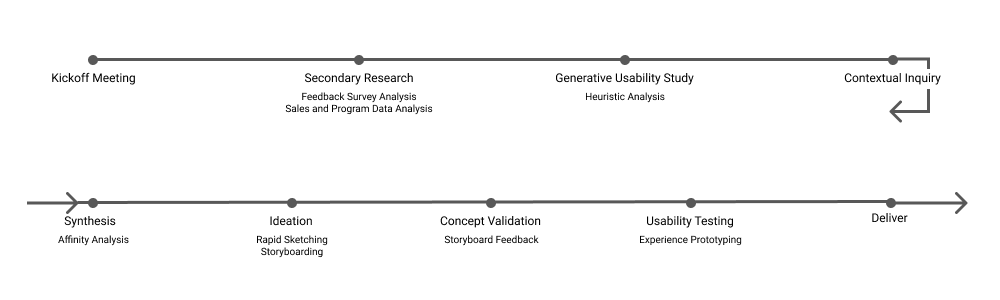 Kickoff Meeting
Secondary Research
Feedback Survey Analysis
Sales and Program Data Analysis
Generative Usability Study
Heuristic Analysis
Contextual Inquiry
Synthesis
Affinity Analysis
Ideation
Rapid Sketching
Storyboarding
Concept Validation
Storyboard Feedback
Usability Testing
Experience Prototyping
Deliver